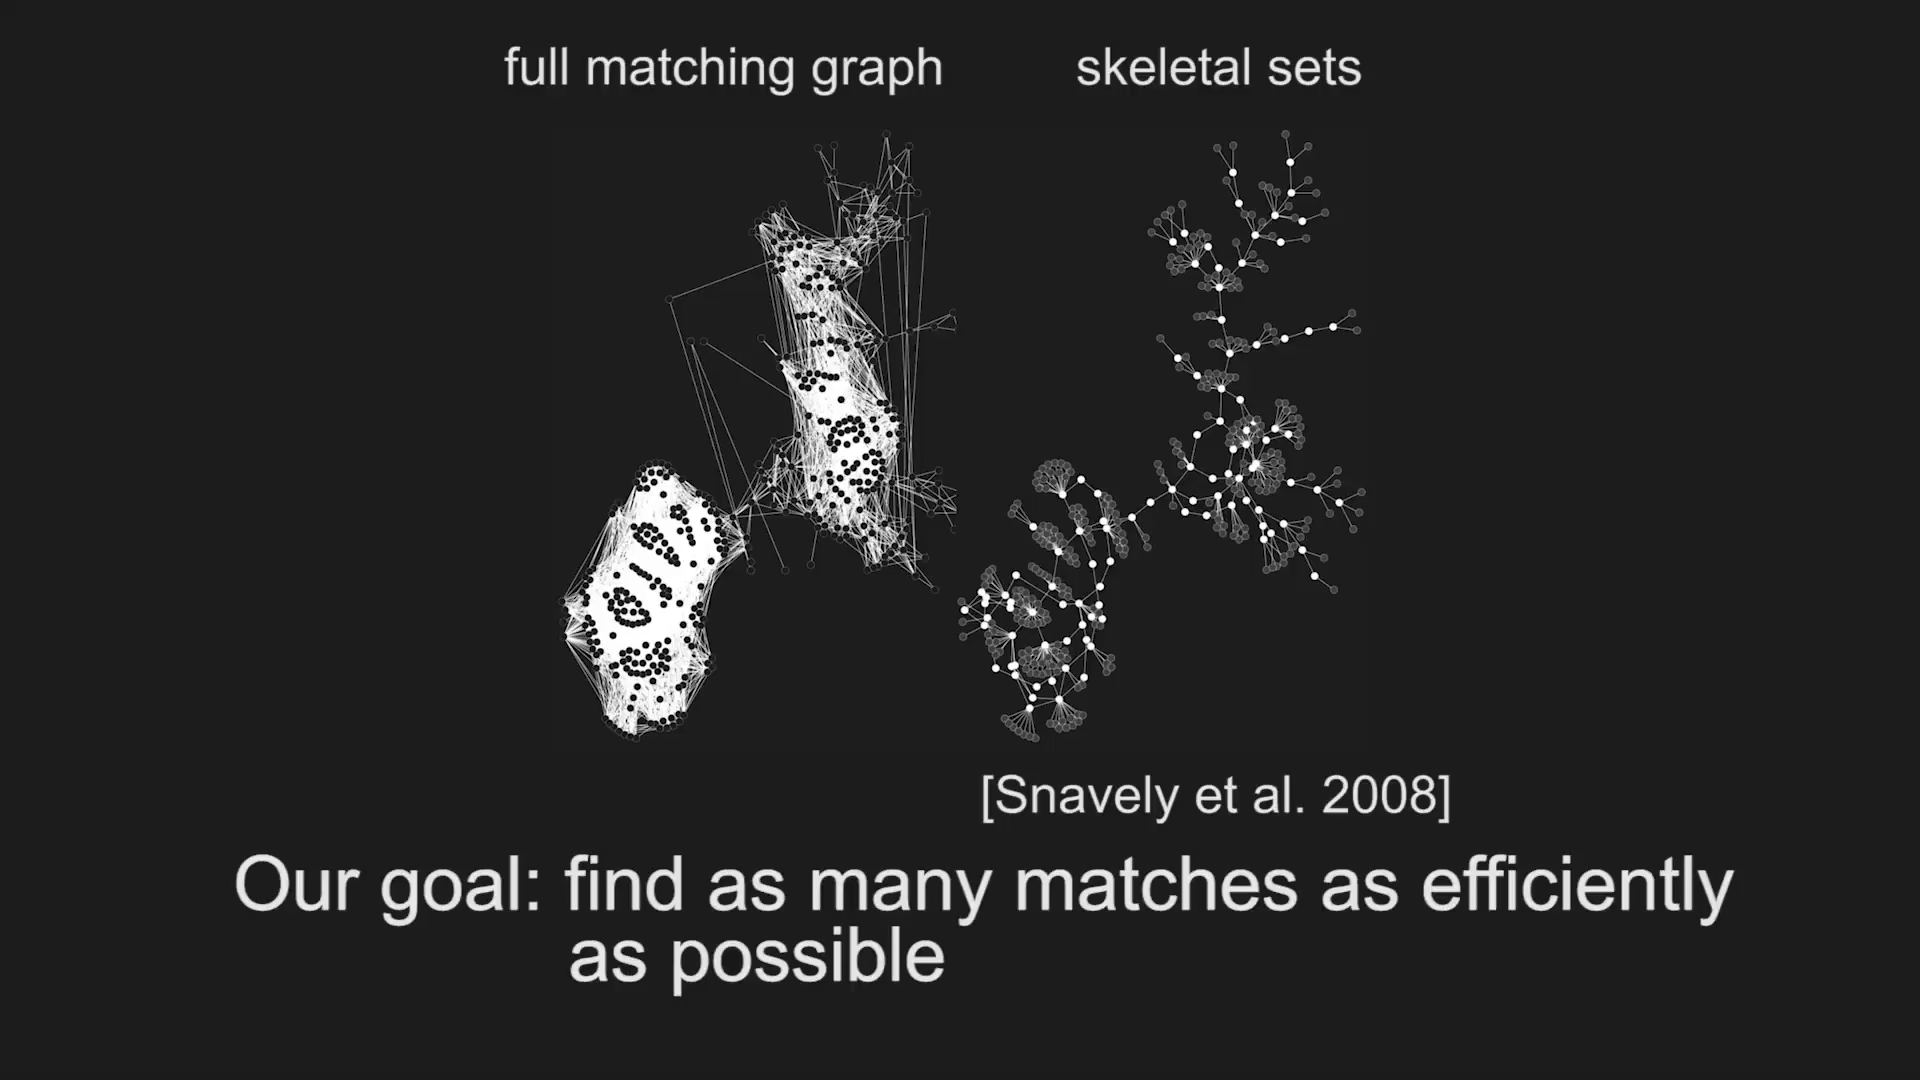 full matching graph
skeletal sets
[Snavely et al. 2008]
Our goal: find as many matches as efficiently
as possible